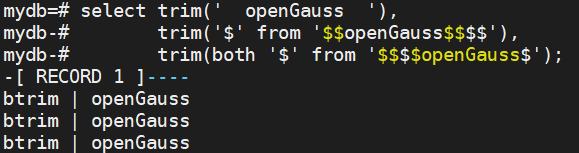 mydb=# select trim('  openGauss  '),
mydb-#        trim('$' from '$$openGauss$$$$'),
mydb-#        trim(both '$' from '$$$$openGauss$');
-[ RECORD 1 ]----
btrim | openGauss
btrim | openGauss
btrim | openGauss